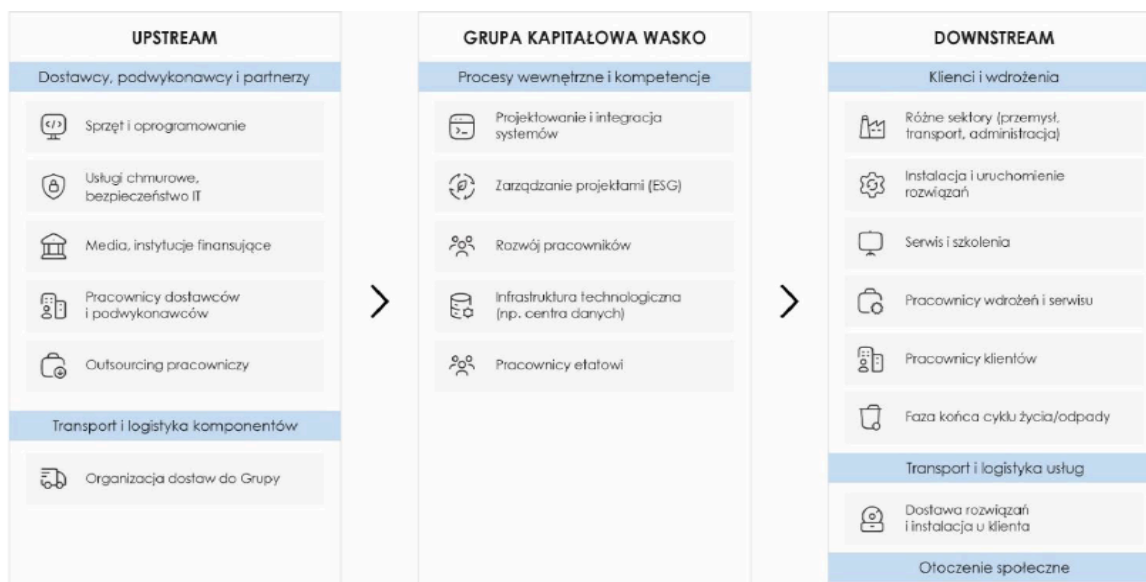 UPSTREAM
Dostawcy, podwykonawcy i partnerzy
Sprzęt i oprogramowanie
Usługi chmurowe,
bezpieczeństwo IT
Media, instytucje finansujące
Pracownicy dostawców
i podwykonawców
Outsourcing pracowniczy
Transport i logistyka komponentów
Organizacja dostaw do Grupy
GRUPA KAPITAŁOWA WASKO
Procesy wewnętrzne i kompetencje
Projektowanie i integracja
systemów
Zarządzanie projektami (ESG)
Rozwój pracowników
Infrastruktura technologiczna
(np. centra danych)
Pracownicy etatowi
DOWNSTREAM
Klienci i wdrożenia
Różne sektory (przemysł,
transport, administracja)
Instalacja i uruchomienie
rozwiązań
Serwis i szkolenia
Pracownicy wdrożeń i serwisu
Pracownicy klientów
Faza końca cyklu życia/odpady
Transport i logistyka usług
Dostawa rozwiązań
i instalacja u klienta
Otoczenie społeczne